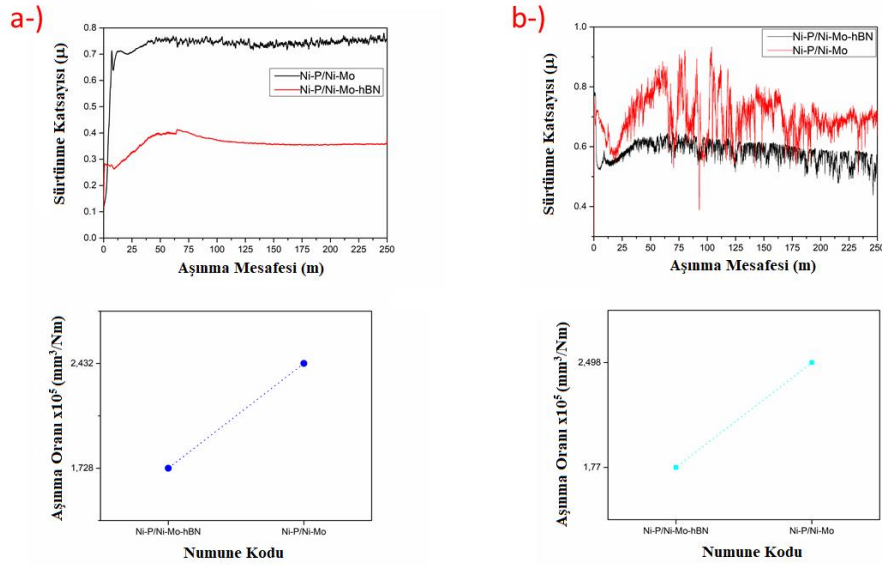 a-)
0.8
0.7
0.6
0.5
0.4
0.3
0.2
0.1
0.0
Sürtünme Katsayısı (µ)
Ni-P/Ni-Mo
Ni-P/Ni-Mo-hBN
0 25 50 75 100 125 150 175 200 225 250
Aşınma Mesafesi (m)
b-)
1.0
0.8
0.6
0.4
Sürtünme Katsayısı (µ)
Ni-P/Ni-Mo-hBN
Ni-P/Ni-Mo
0 25 50 75 100 125 150 175 200 225 250
Aşınma Mesafesi (m)
Aşınma Oranı x10⁵ (mm³/Nm)
2,432
1,728
Ni-P/Ni-Mo-hBN Ni-P/Ni-Mo
Numune Kodu
Aşınma Oranı x10⁵ (mm³/Nm)
2,498
1,77
Ni-P/Ni-Mo-hBN Ni-P/Ni-Mo
Numune Kodu